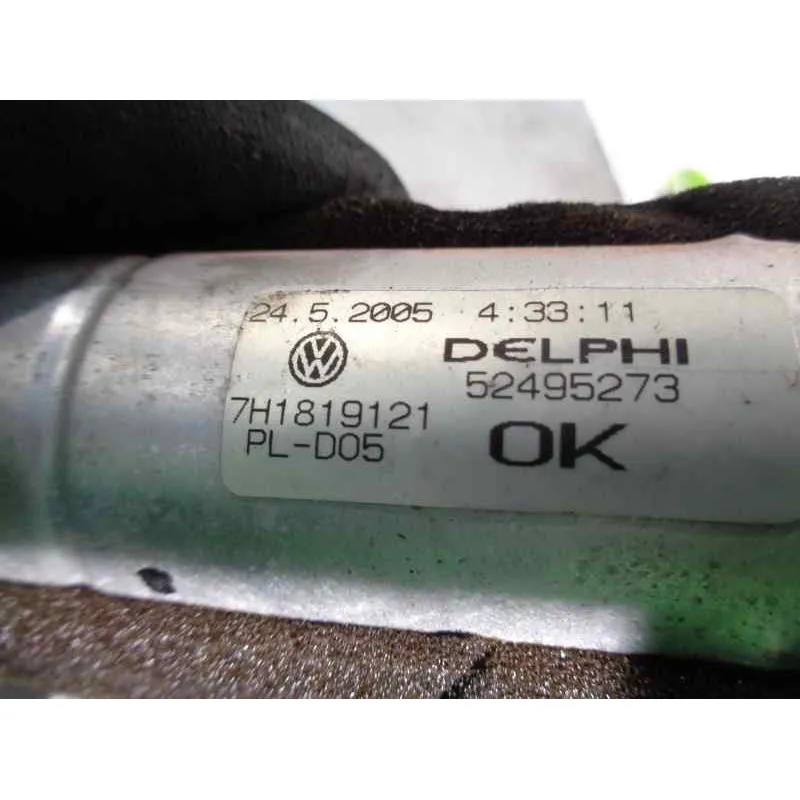 24.5.2005 4:33:11
DELPHI
52495273
7H1819121
PL-D05
OK